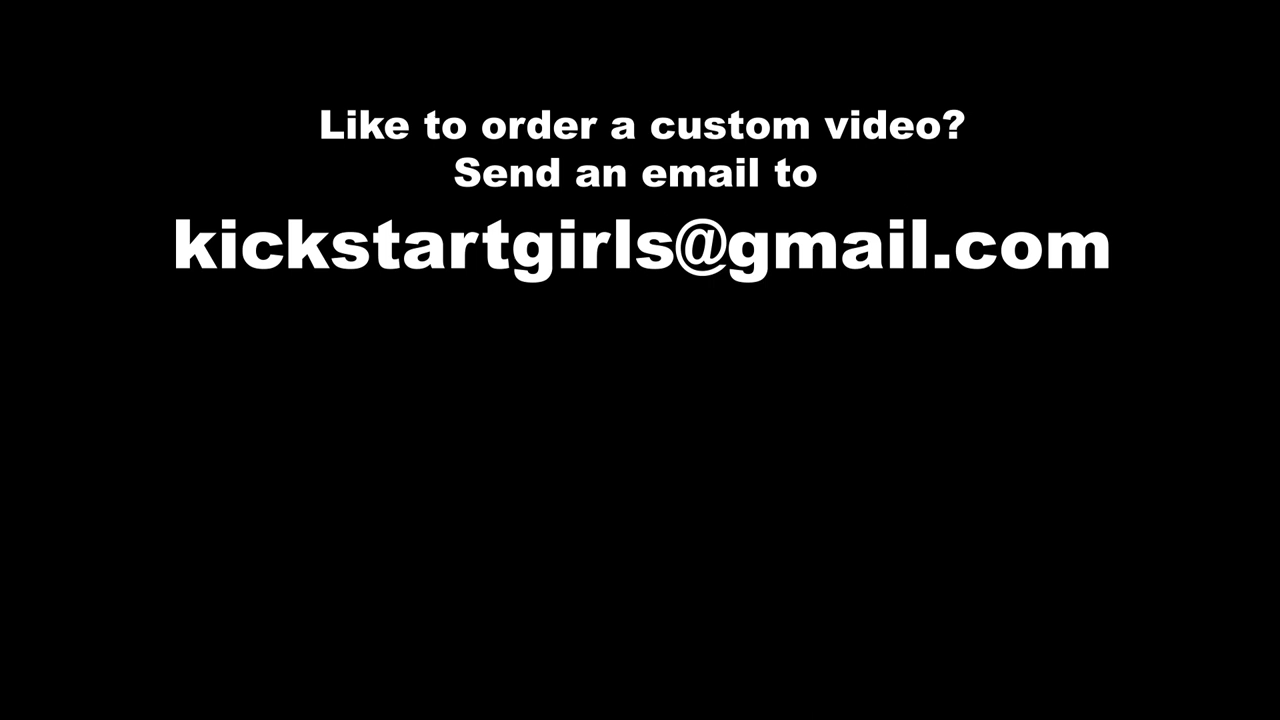 Like to order a custom video?
Send an email to
kickstartgirls@gmail.com